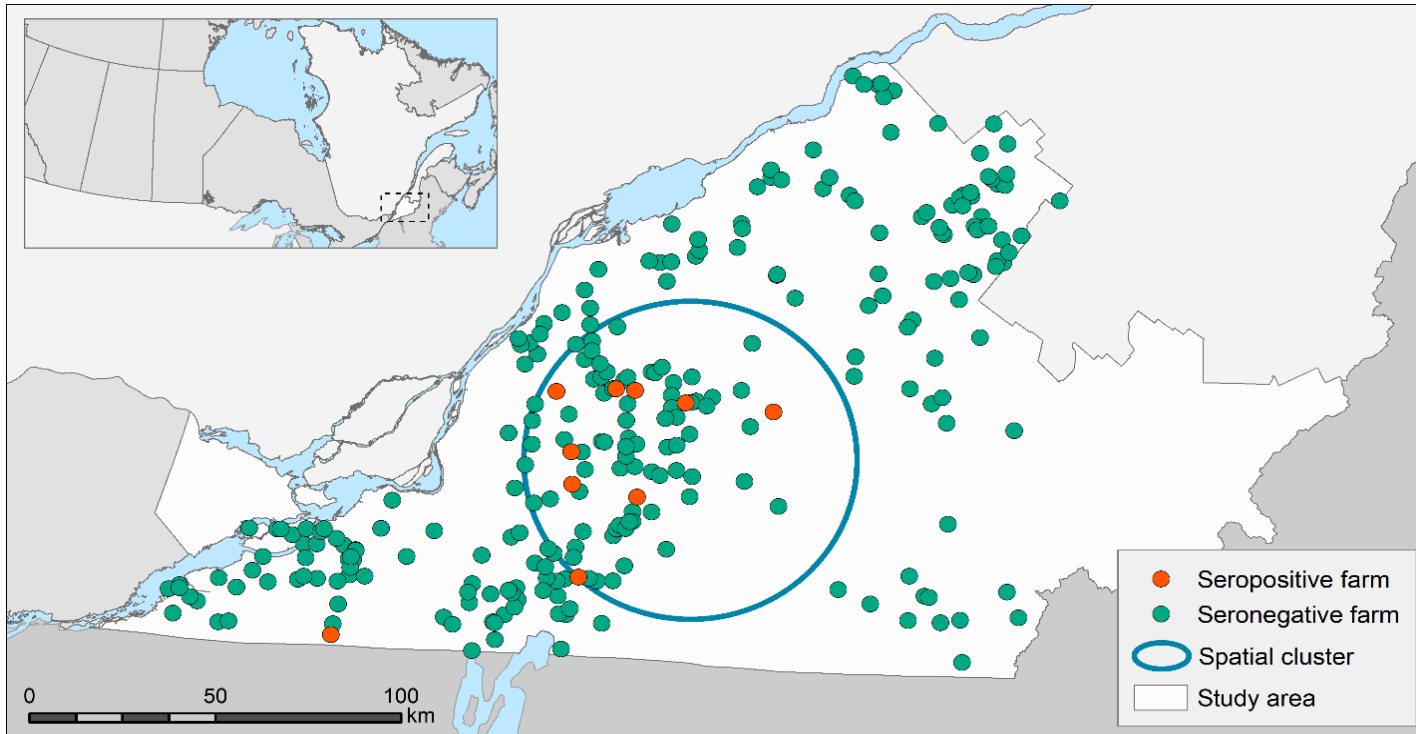 Seropositive farm
Seronegative farm
Spatial cluster
Study area
0 50 100
km